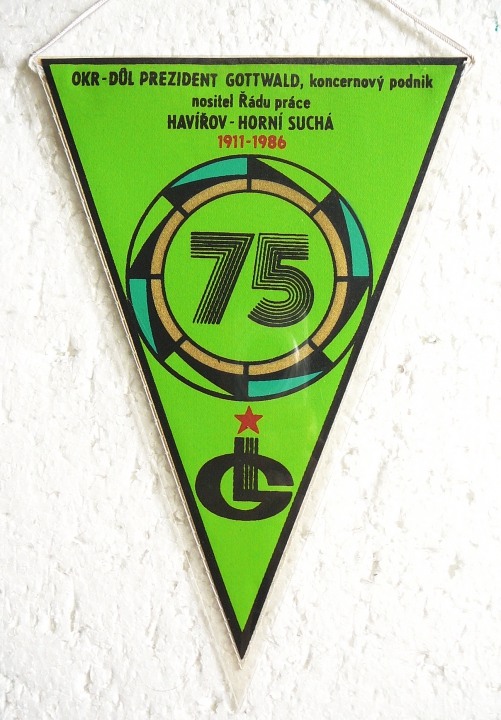 OKR-DŮL PREZIDENT GOTTWALD, koncernový podnik
nositel Řádu práce
HAVÍŘOV-HORNÍ SUCHÁ
1911-1986
75